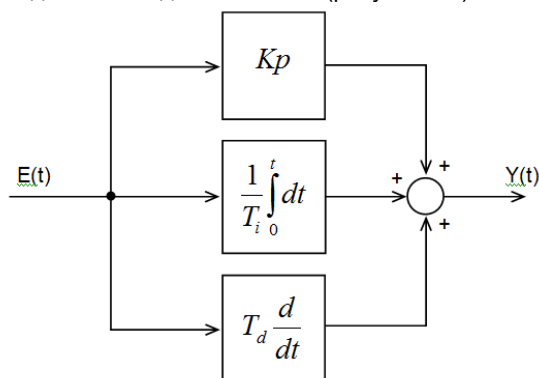 Kp
+
E(t)
1/T_i ∫_0^t dt
+
Y(t)
+
T_d d/dt